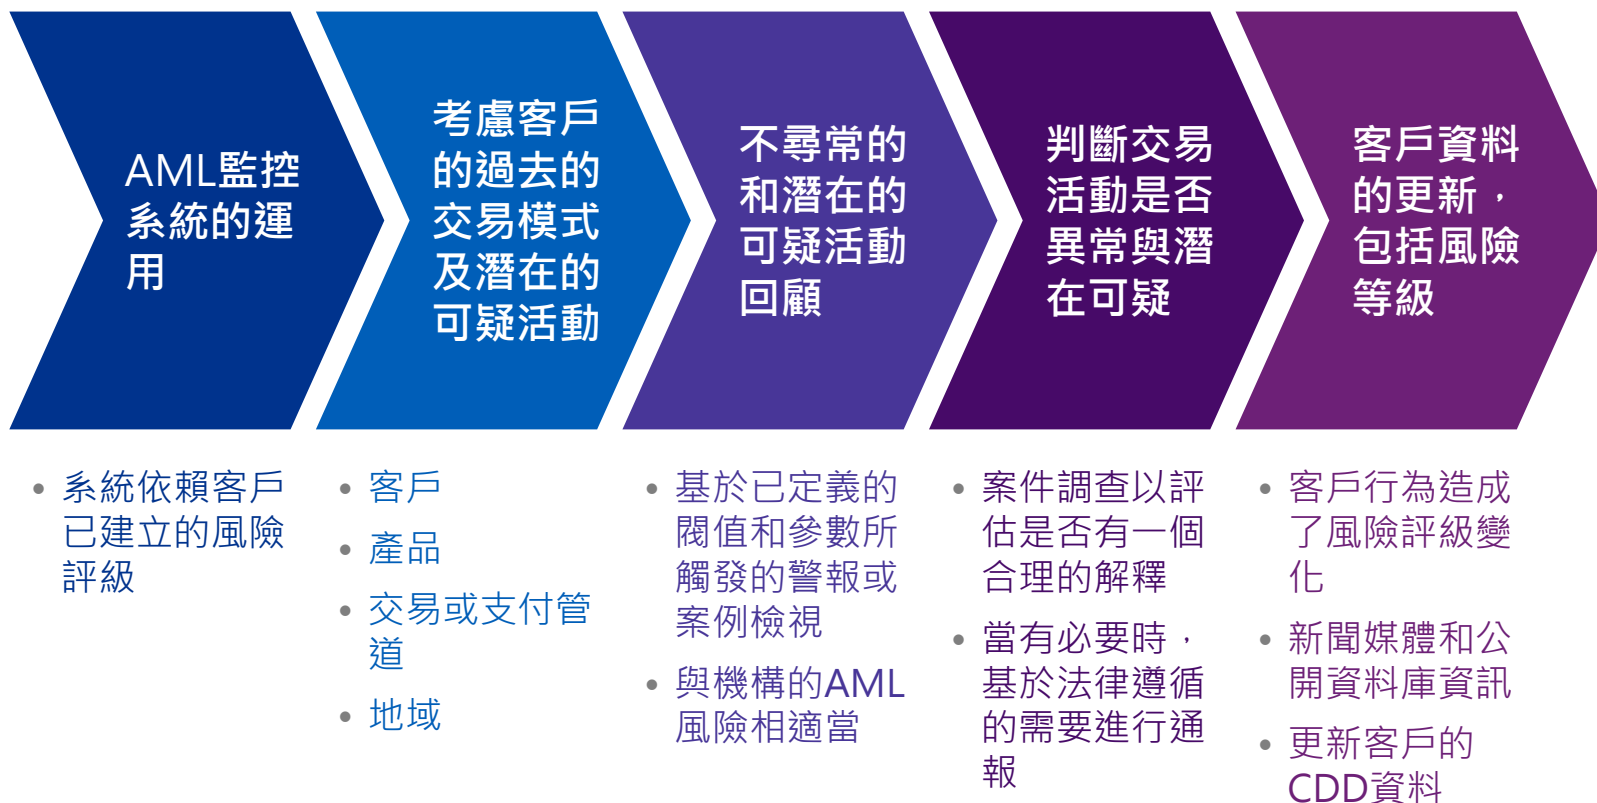 AML監控
系統的運
用
考慮客戶
的過去的
交易模式
及潛在的
可疑活動
不尋常的
和潛在的
可疑活動
回顧
判斷交易
活動是否
異常與潛
在可疑
客戶資料
的更新，
包括風險
等級
• 系統依賴客戶
已建立的風險
評級
• 客戶
• 產品
• 交易或支付管
道
• 地域
• 基於已定義的
閥值和參數所
觸發的警報或
案例檢視
• 與機構的AML
風險相適當
• 案件調查以評
估是否有一個
合理的解釋
• 當有必要時，
基於法律遵循
的需要進行通
報
• 客戶行為造成
了風險評級變
化
• 新聞媒體和公
開資料庫資訊
• 更新客戶的
CDD資料